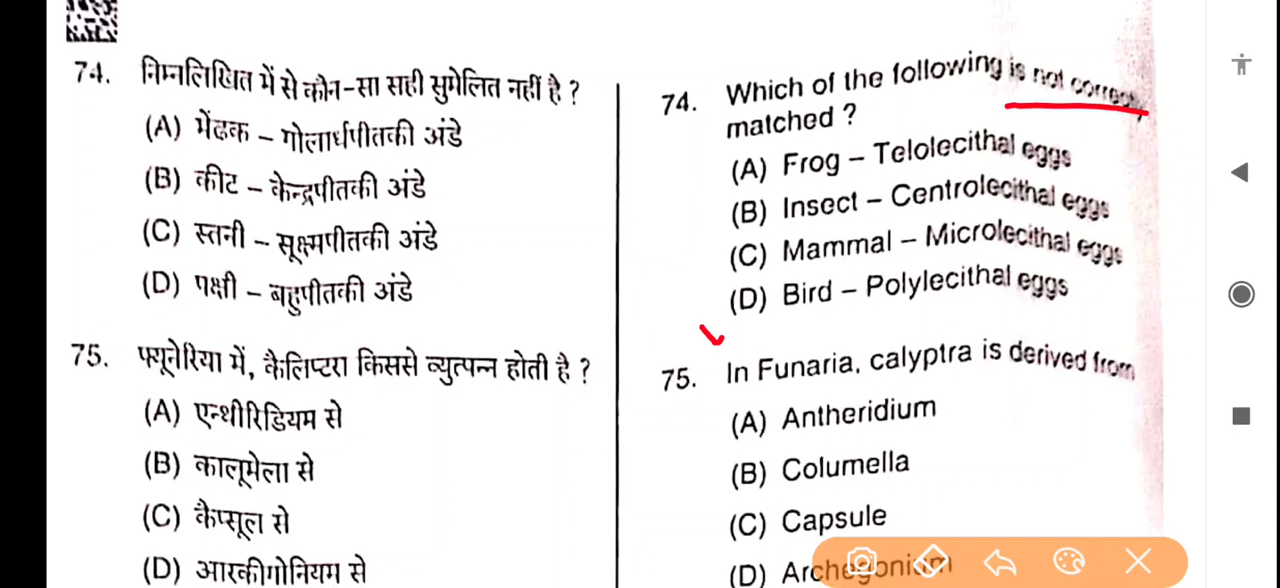 74. निम्नलिखित में से कौन-सा सही सुमेलित नहीं है ?
(A) मेंढक – गोलार्धपीतकी अंडे
(B) कीट – केन्द्रपीतकी अंडे
(C) स्तनी – सूक्ष्मपीतकी अंडे
(D) पक्षी – बहुपीतकी अंडे
75. फ्यूनेरिया में, कैलिप्टरा किससे व्युत्पन्न होती है ?
(A) एन्थीरिडियम से
(B) कालूमेला से
(C) कैप्सूल से
(D) आरकीगोनियम से
74. Which of the following is not correctly
matched ?
(A) Frog – Telolecithal eggs
(B) Insect – Centrolecithal eggs
(C) Mammal – Microlecithal eggs
(D) Bird – Polylecithal eggs
75. In Funaria, calyptra is derived from
(A) Antheridium
(B) Columella
(C) Capsule
(D) Archegonium